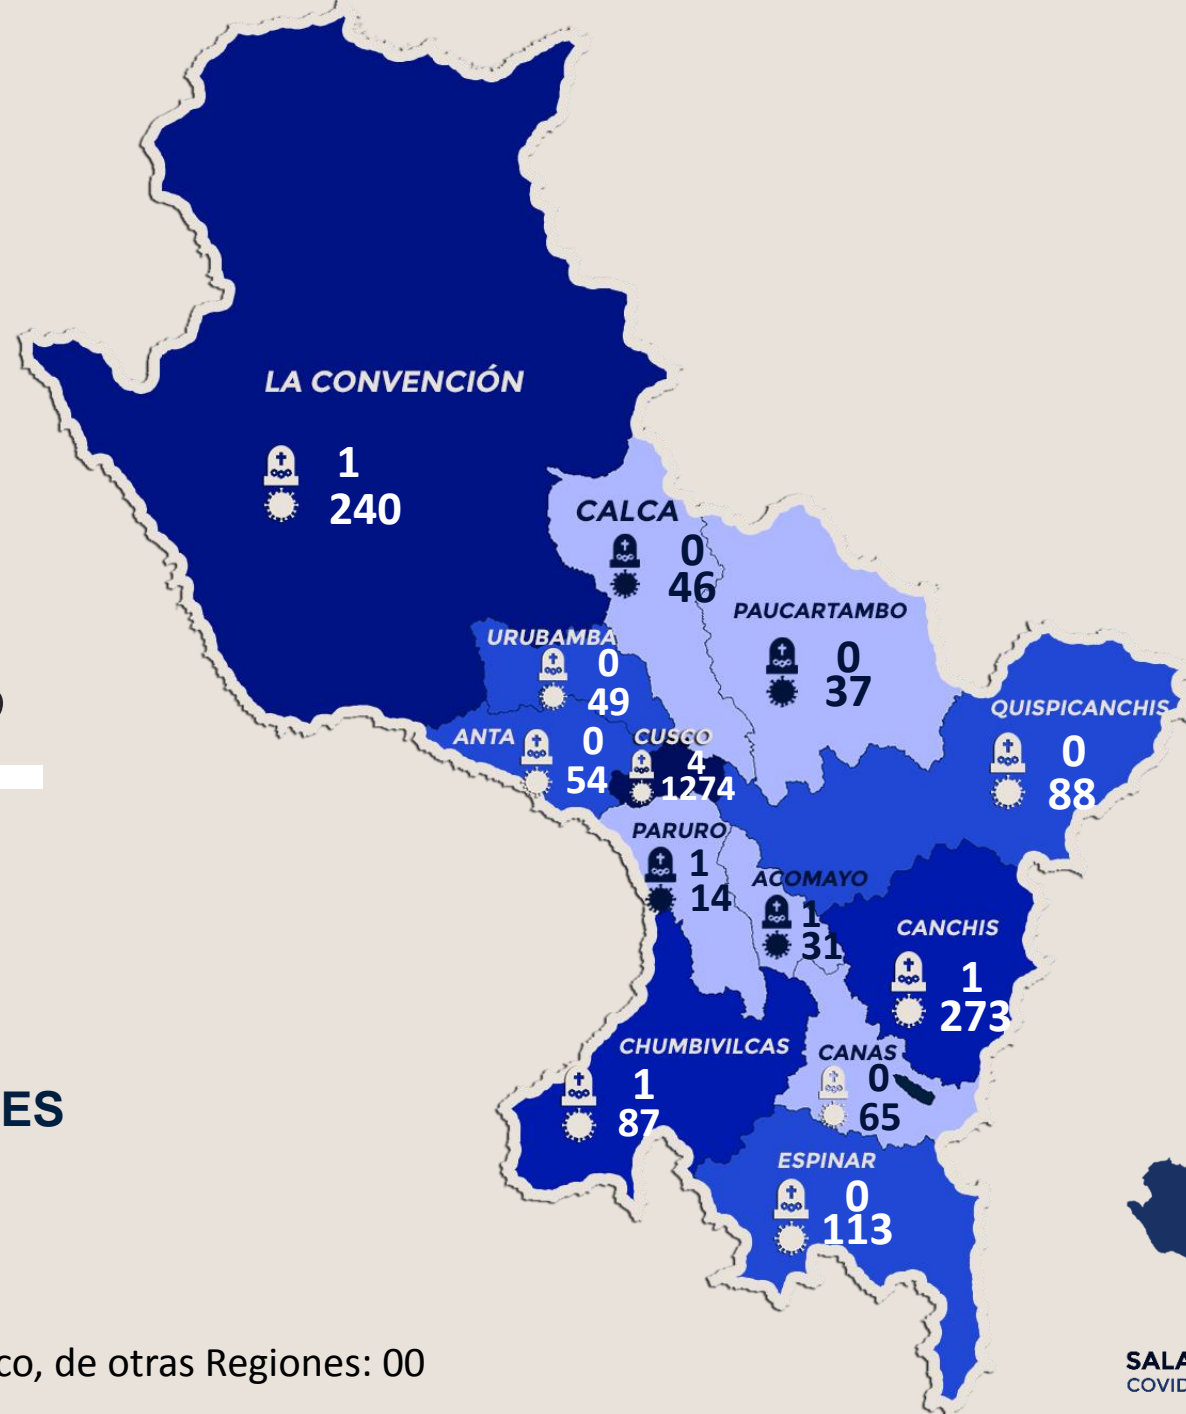 LA CONVENCIÓN
1
240
CALCA
0
46
PAUCARTAMBO
0
37
URUBAMBA
0
49
QUISPICANCHIS
0
88
ANTA
0
54
CUSCO
4
1274
PARURO
1
14
ACOMAYO
1
31
CANCHIS
1
273
CHUMBIVILCAS
1
87
CANAS
0
65
ES
ESPINAR
0
113
co, de otras Regiones: 00
SALA
COVID